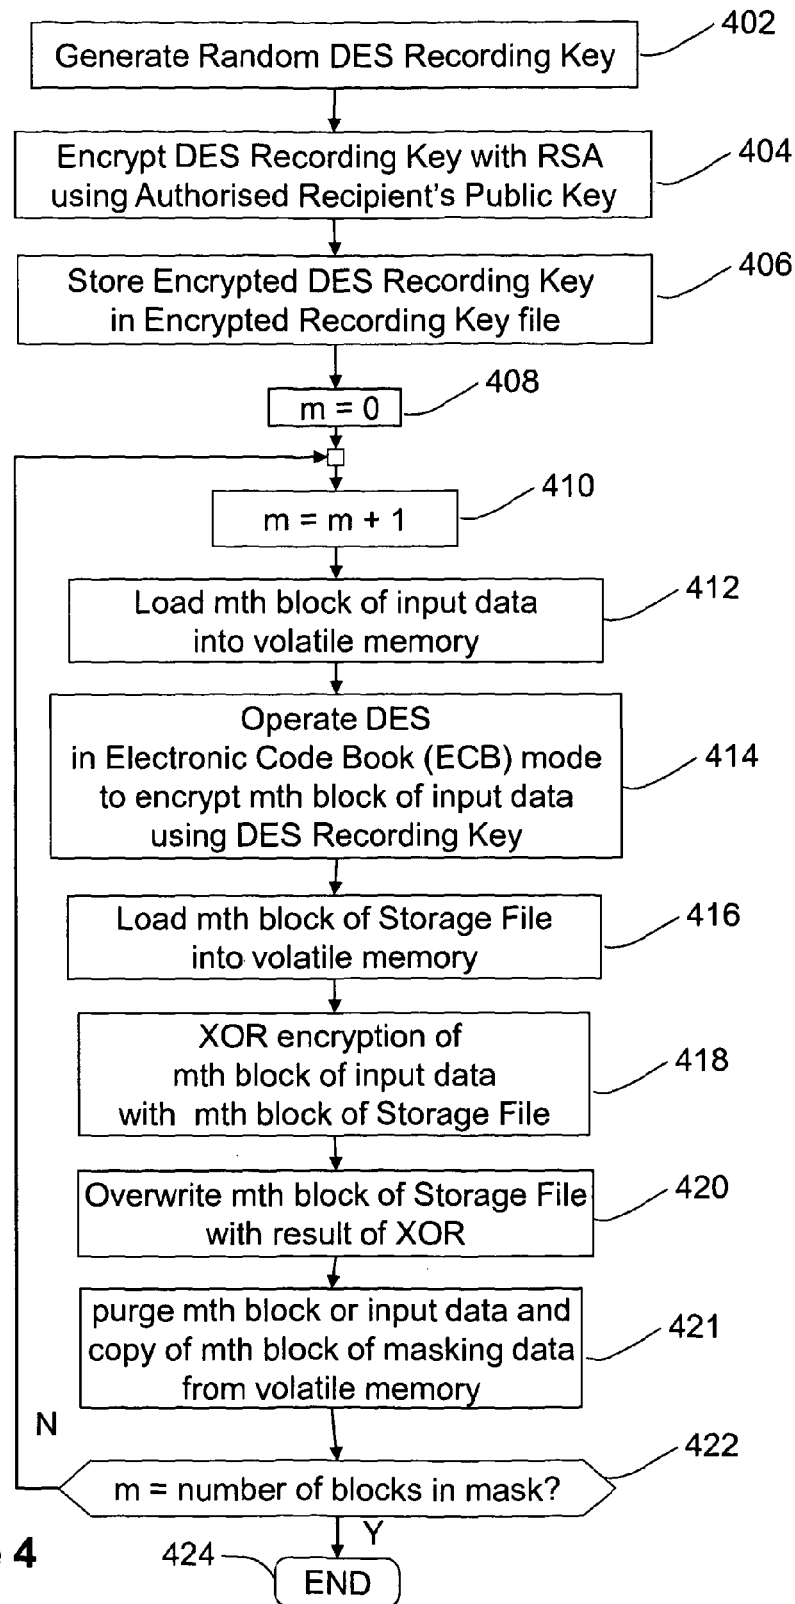 402
Generate Random DES Recording Key
404
Encrypt DES Recording Key with RSA
using Authorised Recipient's Public Key
406
Store Encrypted DES Recording Key
in Encrypted Recording Key file
408
m = 0
410
m = m + 1
412
Load mth block of input data
into volatile memory
Operate DES
in Electronic Code Book (ECB) mode
414
to encrypt mth block of input data
using DES Recording Key
416
Load mth block of Storage File
into volatile memory
XOR encryption of
418
mth block of input data
with mth block of Storage File
420
Overwrite mth block of Storage File
with result of XOR
purge mth block or input data and
421
copy of mth block of masking data
from volatile memory
N
422
m = number of blocks in mask?
Y
4
424
END